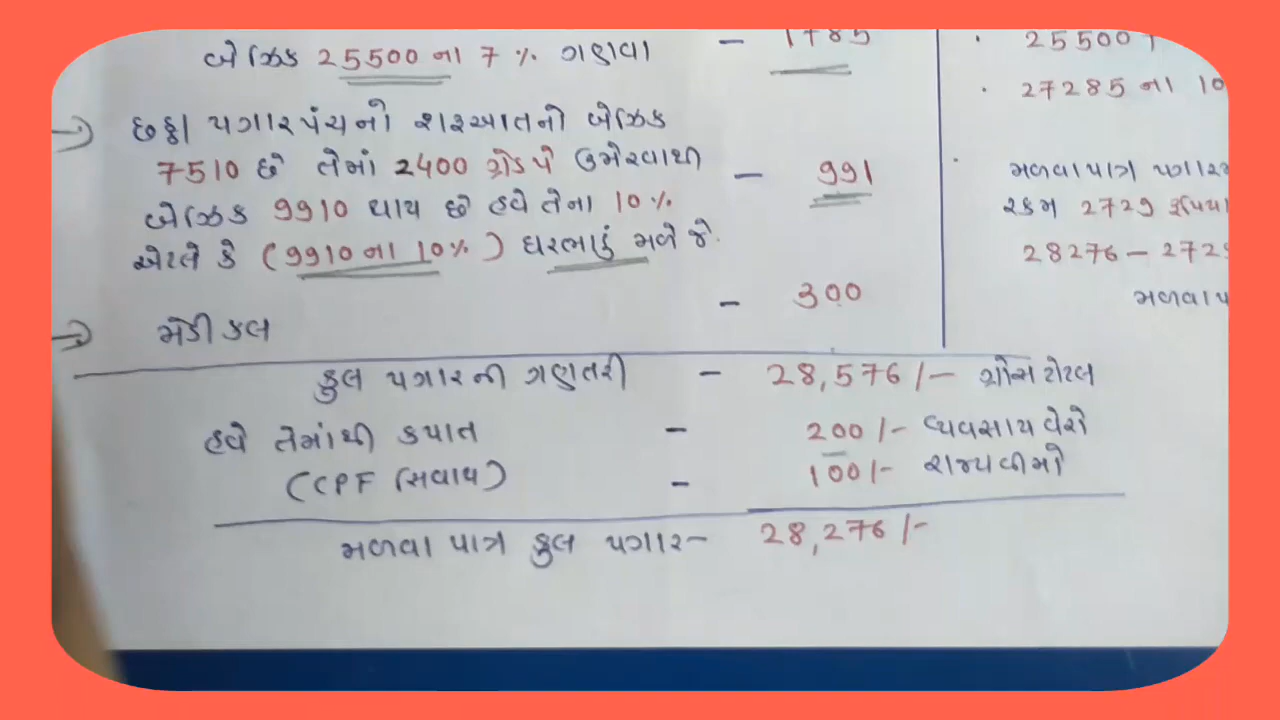 બેઝિક 25500 ના 7 % ગણવા - 1785
છઠ્ઠા પગારપંચનો શરૂઆતનો બેઝિક
7510 છે તેમાં 2400 ગ્રેડ પે ઉમેરવાથી - 991
બેઝિક 9910 થાય છે હવે તેના 10 %
એટલે કે (9910 ના 10%) ઘરભાડું મળે છે.
મેડીકલ - 300
કુલ પગારની ગણતરી - 28,576/- ગ્રોસ ટોટલ
હવે તેમાંથી કપાત - 200/- વ્યવસાય વેરો
(CPF સિવાય) - 100/- રાજ્ય વીમો
મળવા પાત્ર કુલ પગાર - 28,276/-
25500
27285 ના 10
મળવા પાત્ર
રકમ 2729
28276 - 272